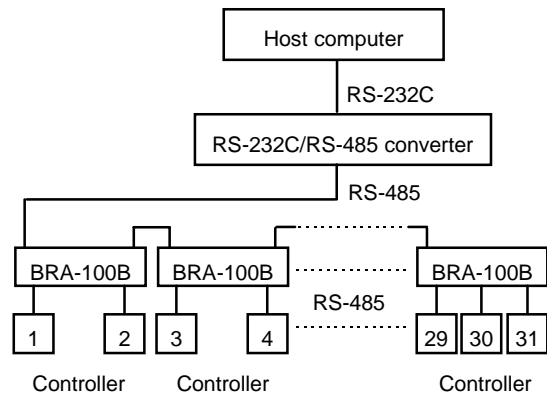 Host computer
RS-232C
RS-232C/RS-485 converter
RS-485
BRA-100B BRA-100B BRA-100B
RS-485
1 2 3 4 29 30 31
Controller Controller Controller